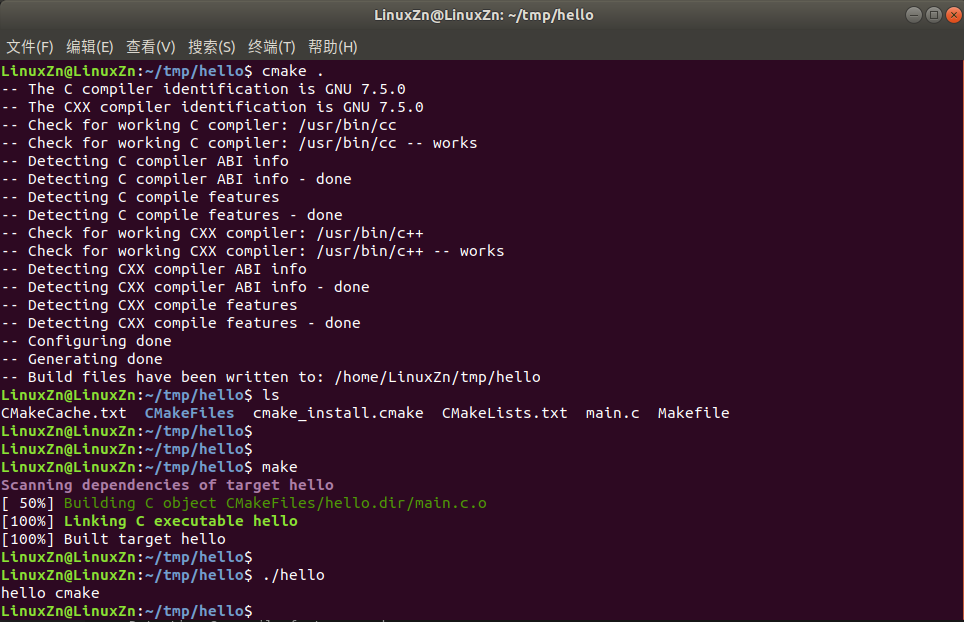 LinuxZn@LinuxZn: ~/tmp/hello
文件(F) 编辑(E) 查看(V) 搜索(S) 终端(T) 帮助(H)
LinuxZn@LinuxZn:~/tmp/hello$ cmake .
-- The C compiler identification is GNU 7.5.0
-- The CXX compiler identification is GNU 7.5.0
-- Check for working C compiler: /usr/bin/cc
-- Check for working C compiler: /usr/bin/cc -- works
-- Detecting C compiler ABI info
-- Detecting C compiler ABI info - done
-- Detecting C compile features
-- Detecting C compile features - done
-- Check for working CXX compiler: /usr/bin/c++
-- Check for working CXX compiler: /usr/bin/c++ -- works
-- Detecting CXX compiler ABI info
-- Detecting CXX compiler ABI info - done
-- Detecting CXX compile features
-- Detecting CXX compile features - done
-- Configuring done
-- Generating done
-- Build files have been written to: /home/LinuxZn/tmp/hello
LinuxZn@LinuxZn:~/tmp/hello$ ls
CMakeCache.txt CMakeFiles cmake_install.cmake CMakeLists.txt main.c Makefile
LinuxZn@LinuxZn:~/tmp/hello$
LinuxZn@LinuxZn:~/tmp/hello$
LinuxZn@LinuxZn:~/tmp/hello$ make
Scanning dependencies of target hello
[ 50%] Building C object CMakeFiles/hello.dir/main.c.o
[100%] Linking C executable hello
[100%] Built target hello
LinuxZn@LinuxZn:~/tmp/hello$
LinuxZn@LinuxZn:~/tmp/hello$ ./hello
hello cmake
LinuxZn@LinuxZn:~/tmp/hello$